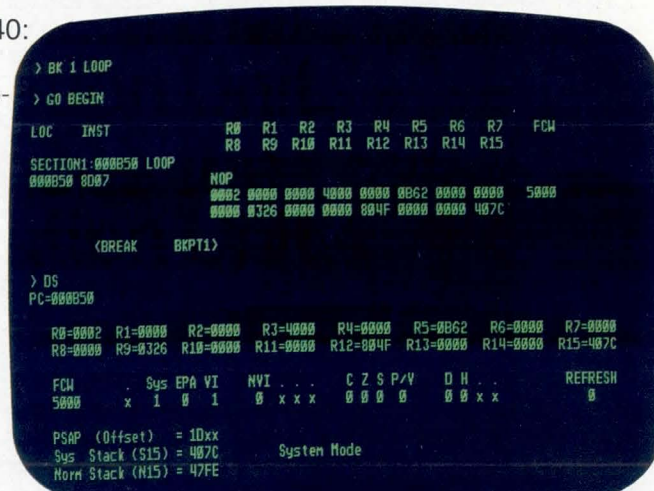 40:
-
> BK 1 LOOP
> GO BEGIN
LOC INST R0 R1 R2 R3 R4 R5 R6 R7 FCW
R8 R9 R10 R11 R12 R13 R14 R15
SECTION1:000B50 LOOP
000B50 8D07 NOP
0002 0000 0000 4000 0000 0B62 0000 0000 5000
0000 0326 0000 0000 804F 0000 0000 407C
<BREAK BKPT1>
> DS
PC=000B50
R0=0002 R1=0000 R2=0000 R3=4000 R4=0000 R5=0B62 R6=0000 R7=0000
R8=0000 R9=0326 R10=0000 R11=0000 R12=804F R13=0000 R14=0000 R15=407C
FCW . Sys EPA VI NVI . . . C Z S P/V D H . . REFRESH
5000 x 1 0 1 0 x x x 0 0 0 0 0 0 x x 0
PSAP (Offset) = 1Dxx
Sys Stack (S15) = 407C System Mode
Norm Stack (N15) = 47FE